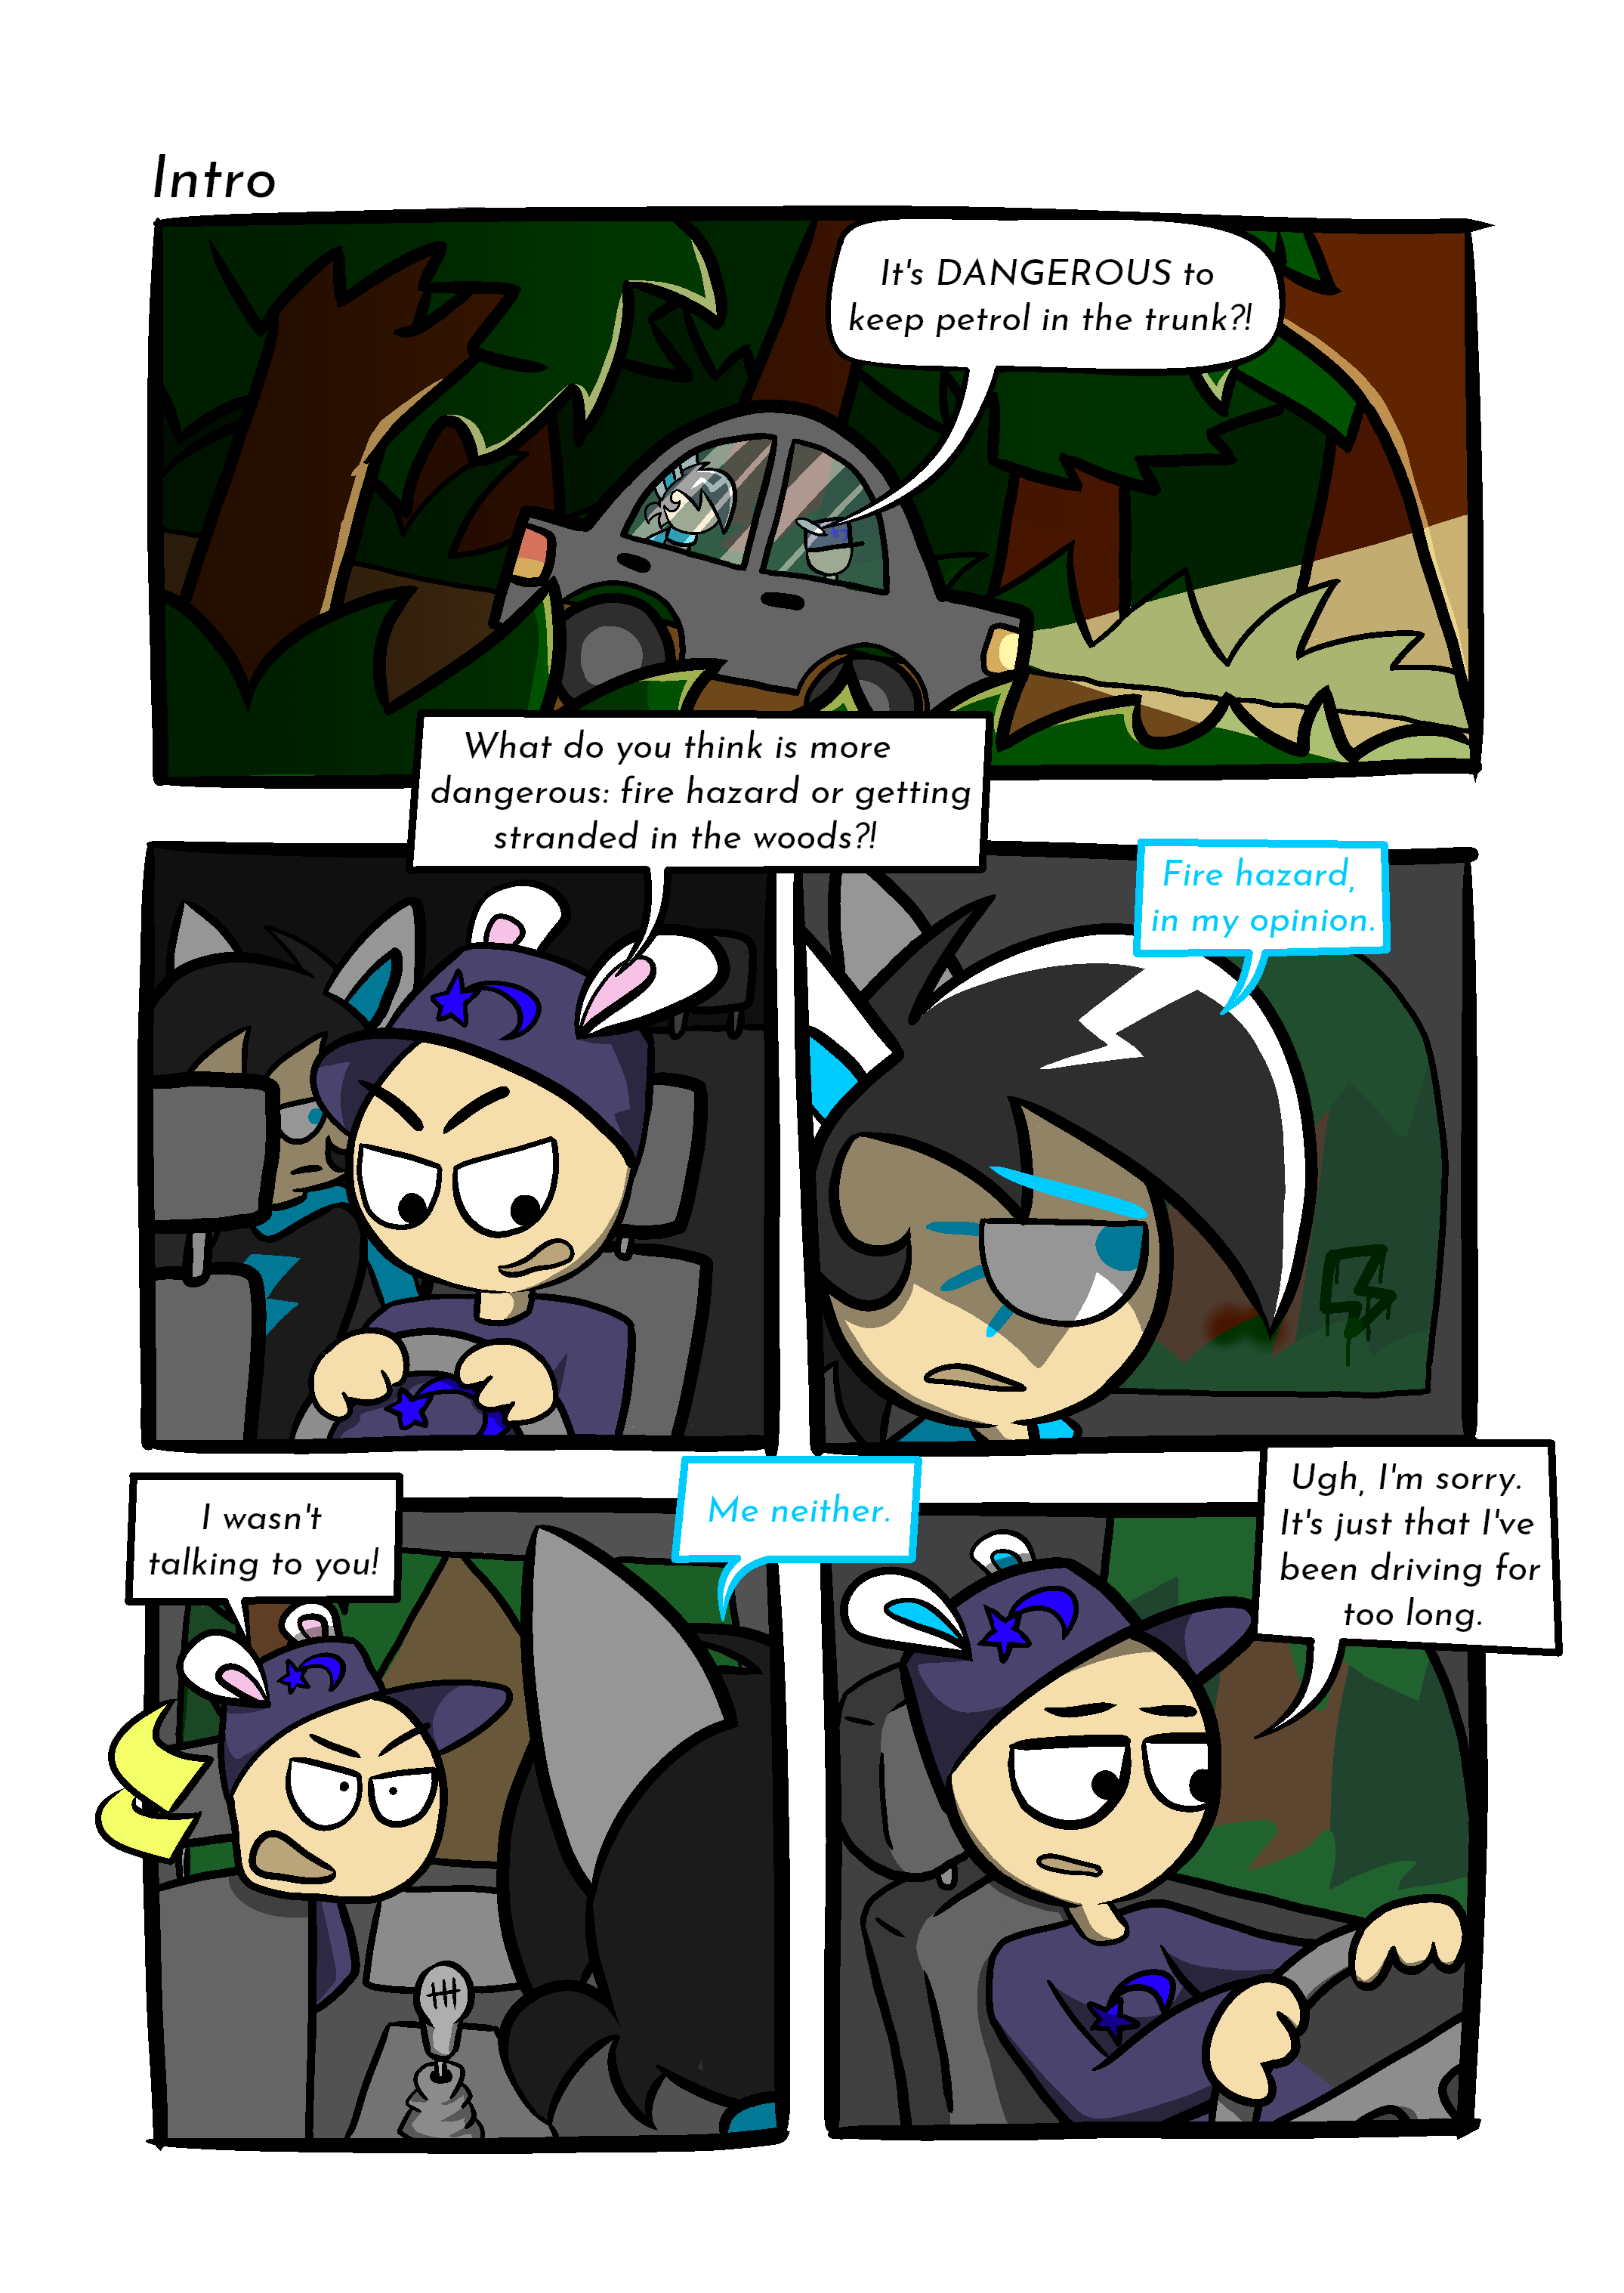 Intro
It's DANGEROUS to
keep petrol in the trunk?!
What do you think is more
dangerous: fire hazard or getting
stranded in the woods?!
Fire hazard,
in my opinion.
I wasn't
talking to you!
Me neither.
Ugh, I'm sorry.
It's just that I've
been driving for
too long.